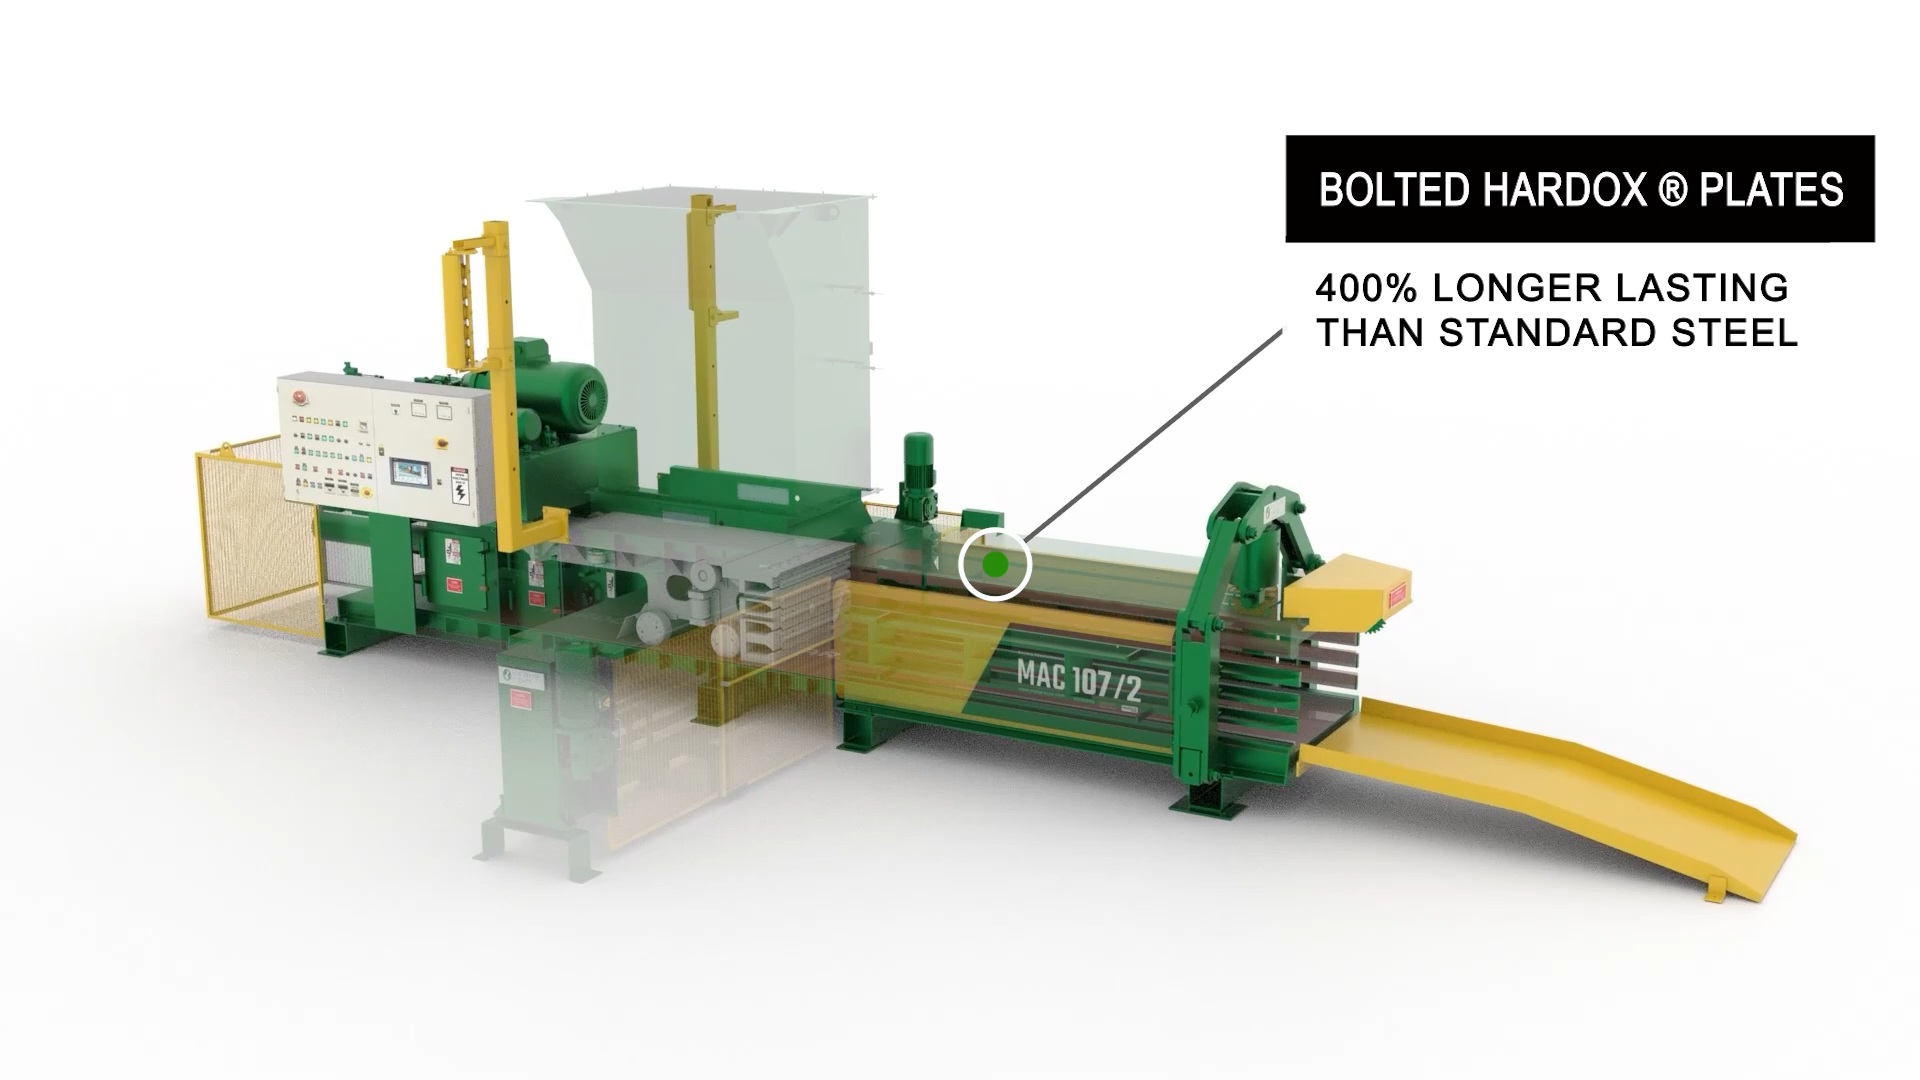 BOLTED HARDOX ® PLATES
400% LONGER LASTING
THAN STANDARD STEEL
MAC 107/2